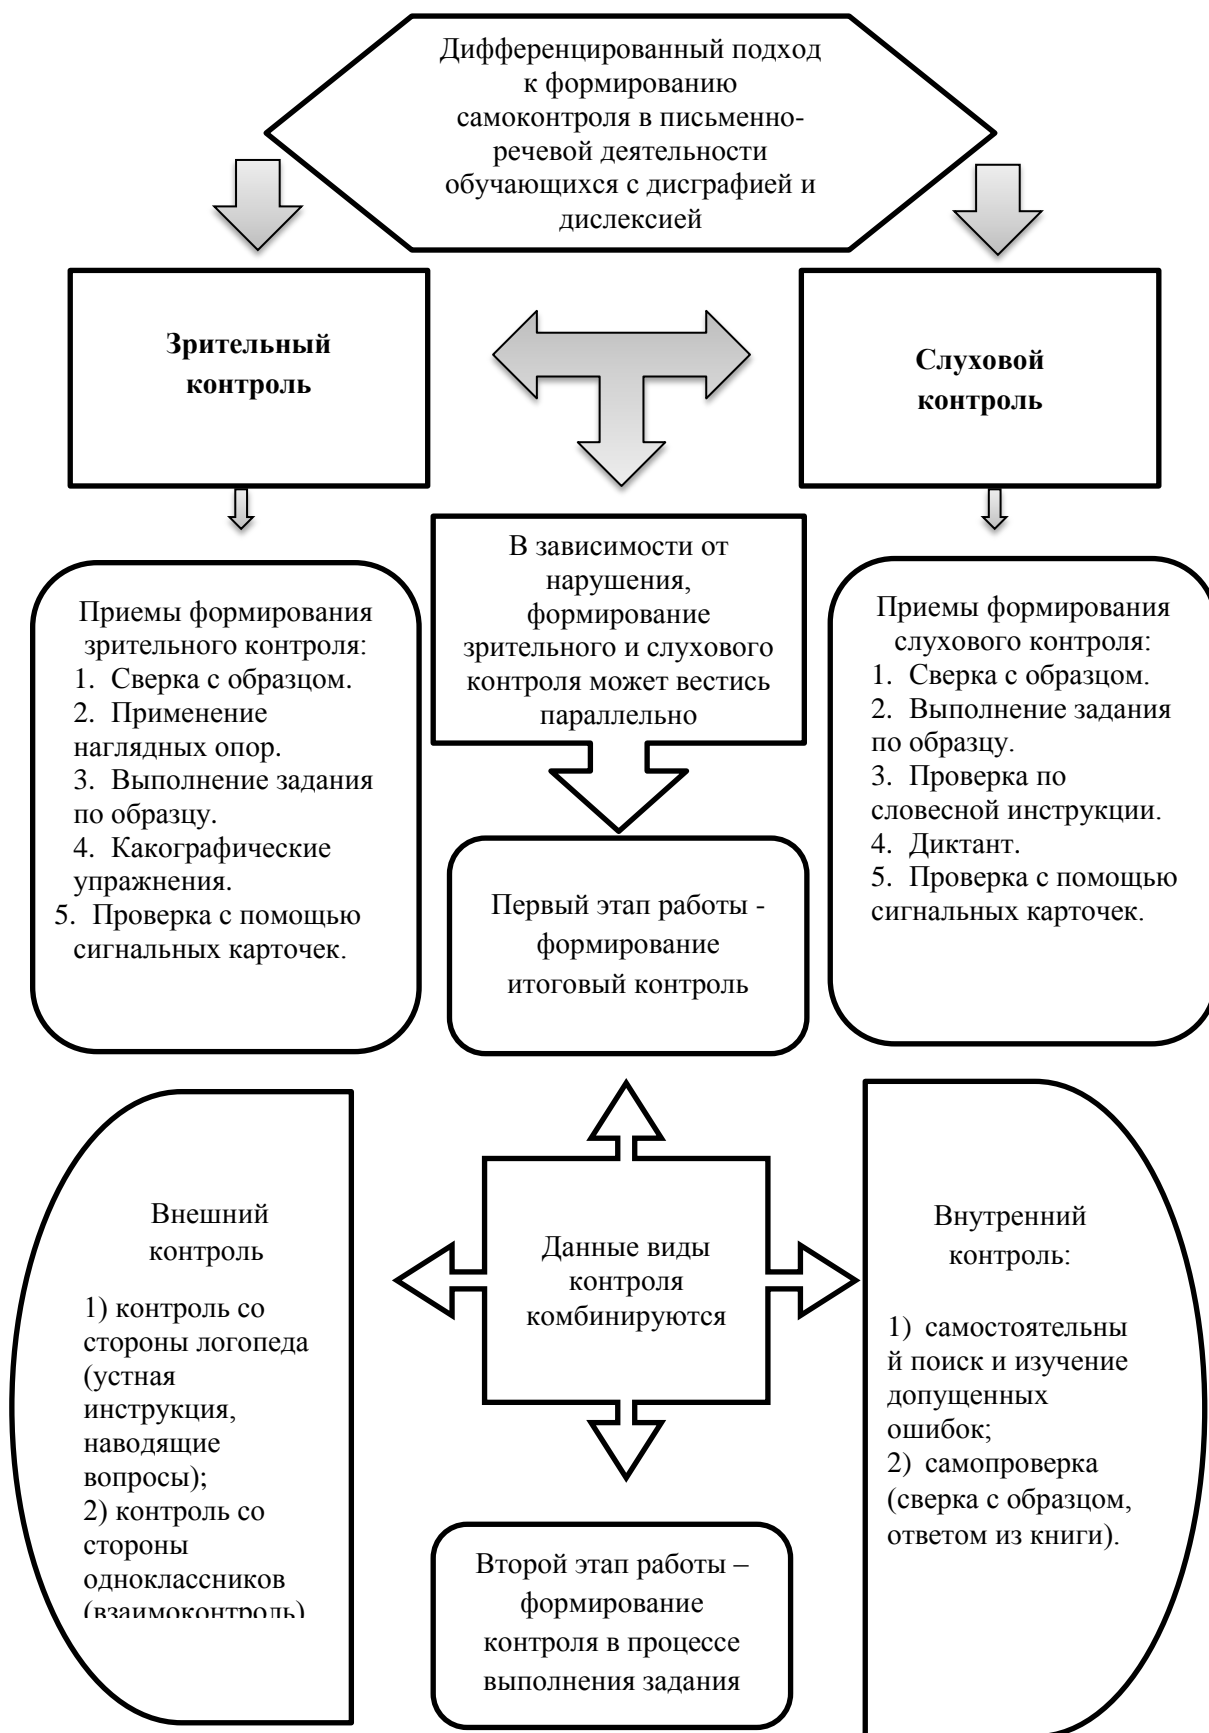 Дифференцированный подход
к формированию
самоконтроля в письменно-
речевой деятельности
обучающихся с дисграфией и
дислексией
Зрительный
контроль
Слуховой
контроль
В зависимости от
нарушения,
формирование
зрительного и слухового
контроля может вестись
параллельно
Приемы формирования
зрительного контроля:
1. Сверка с образцом.
2. Применение
наглядных опор.
3. Выполнение задания
по образцу.
4. Какографические
упражнения.
5. Проверка с помощью
сигнальных карточек.
Приемы формирования
слухового контроля:
1. Сверка с образцом.
2. Выполнение задания
по образцу.
3. Проверка по
словесной инструкции.
4. Диктант.
5. Проверка с помощью
сигнальных карточек.
Первый этап работы -
формирование
итоговый контроль
Внешний
контроль
1) контроль со
стороны логопеда
(устная
инструкция,
наводящие
вопросы);
2) контроль со
стороны
одноклассников
(взаимоконтроль)
Данные виды
контроля
комбинируются
Внутренний
контроль:
1) самостоятельны
й поиск и изучение
допущенных
ошибок;
2) самопроверка
(сверка с образцом,
ответом из книги).
Второй этап работы –
формирование
контроля в процессе
выполнения задания